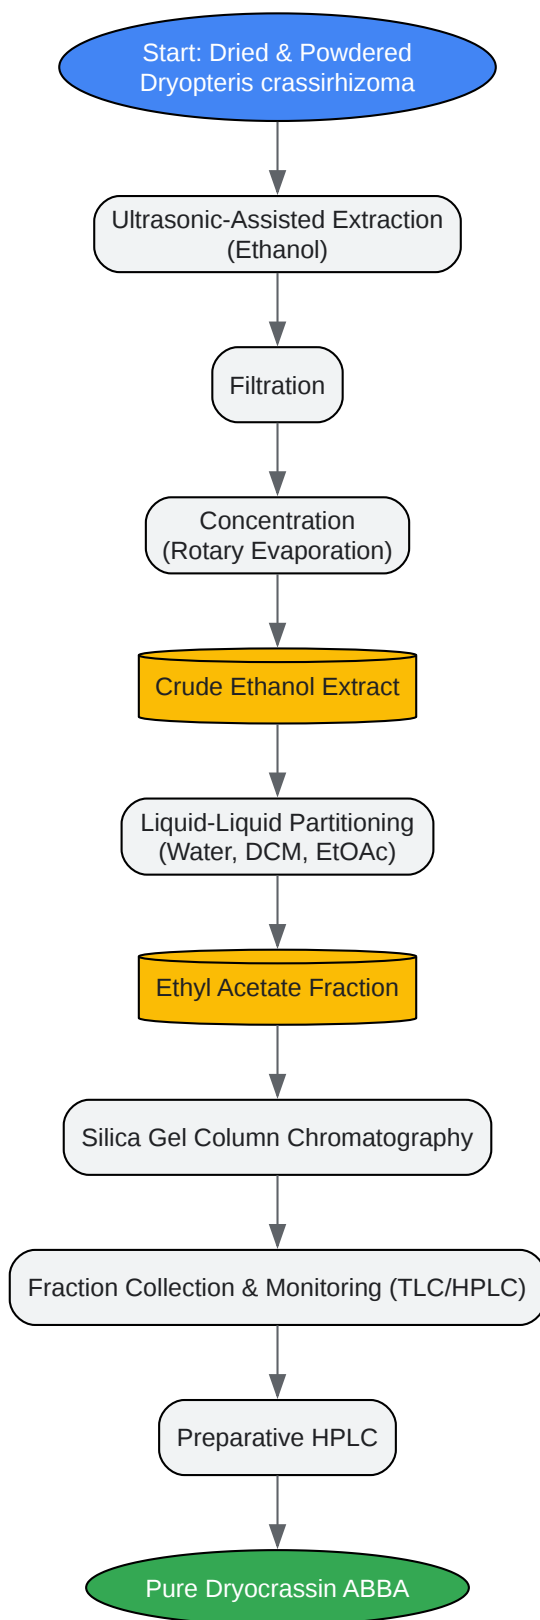 Start: Dried & Powdered
Dryopteris crassirhizoma
Ultrasonic-Assisted Extraction
(Ethanol)
Filtration
Concentration
(Rotary Evaporation)
Crude Ethanol Extract
Liquid-Liquid Partitioning
(Water, DCM, EtOAc)
Ethyl Acetate Fraction
Silica Gel Column Chromatography
Fraction Collection & Monitoring (TLC/HPLC)
Preparative HPLC
Pure Dryocrassin ABBA